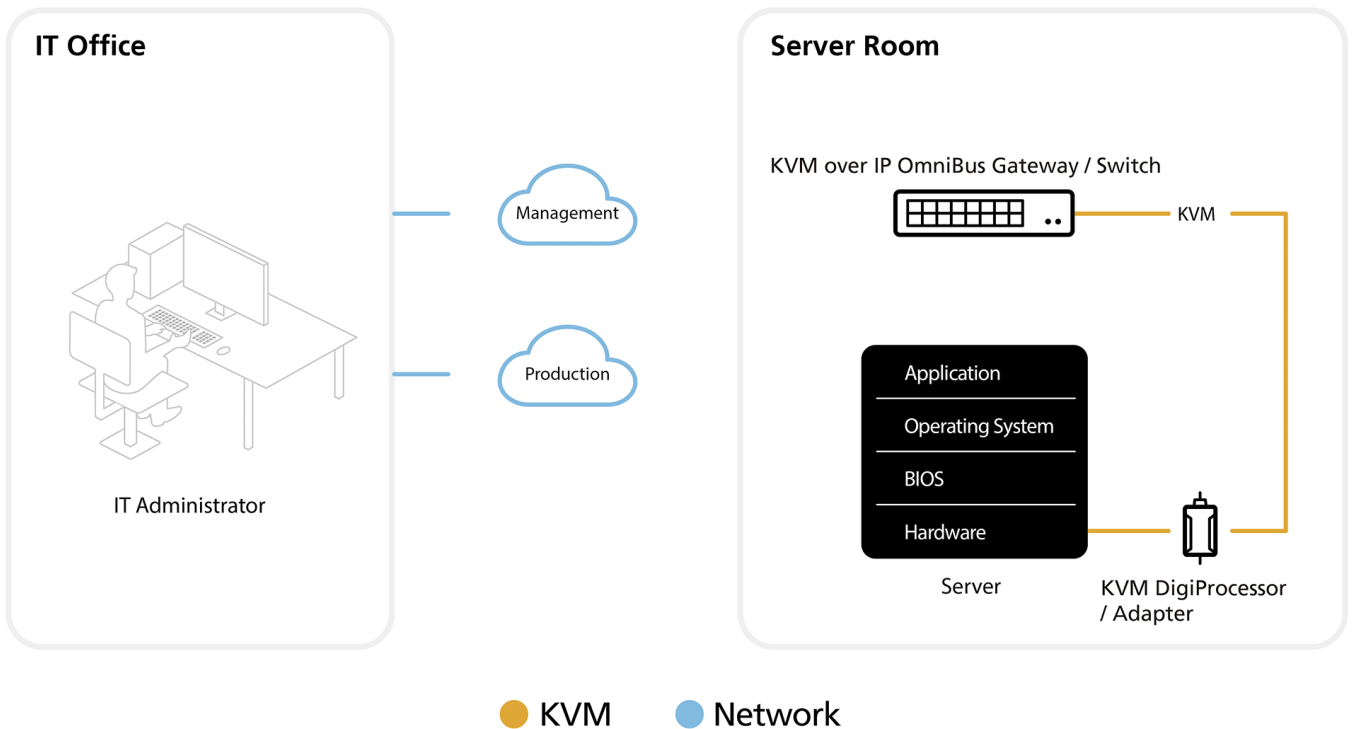 IT Office
Server Room
KVM over IP OmniBus Gateway / Switch
Management
KVM
Production
Application
Operating System
BIOS
Hardware
IT Administrator
Server
KVM DigiProcessor
/ Adapter
KVM
Network